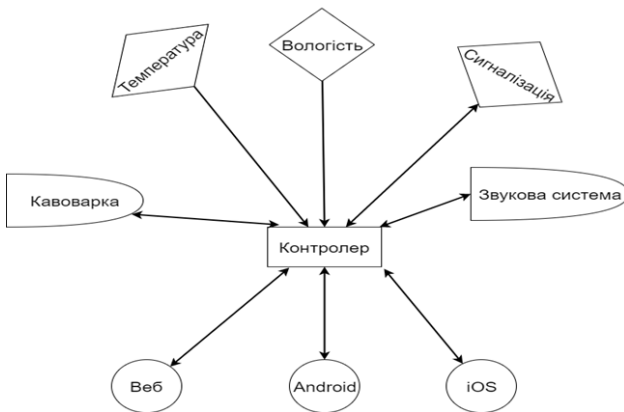 Температура
Вологість
Сигналізація
Кавоварка
Звукова система
Контролер
Веб
Android
iOS